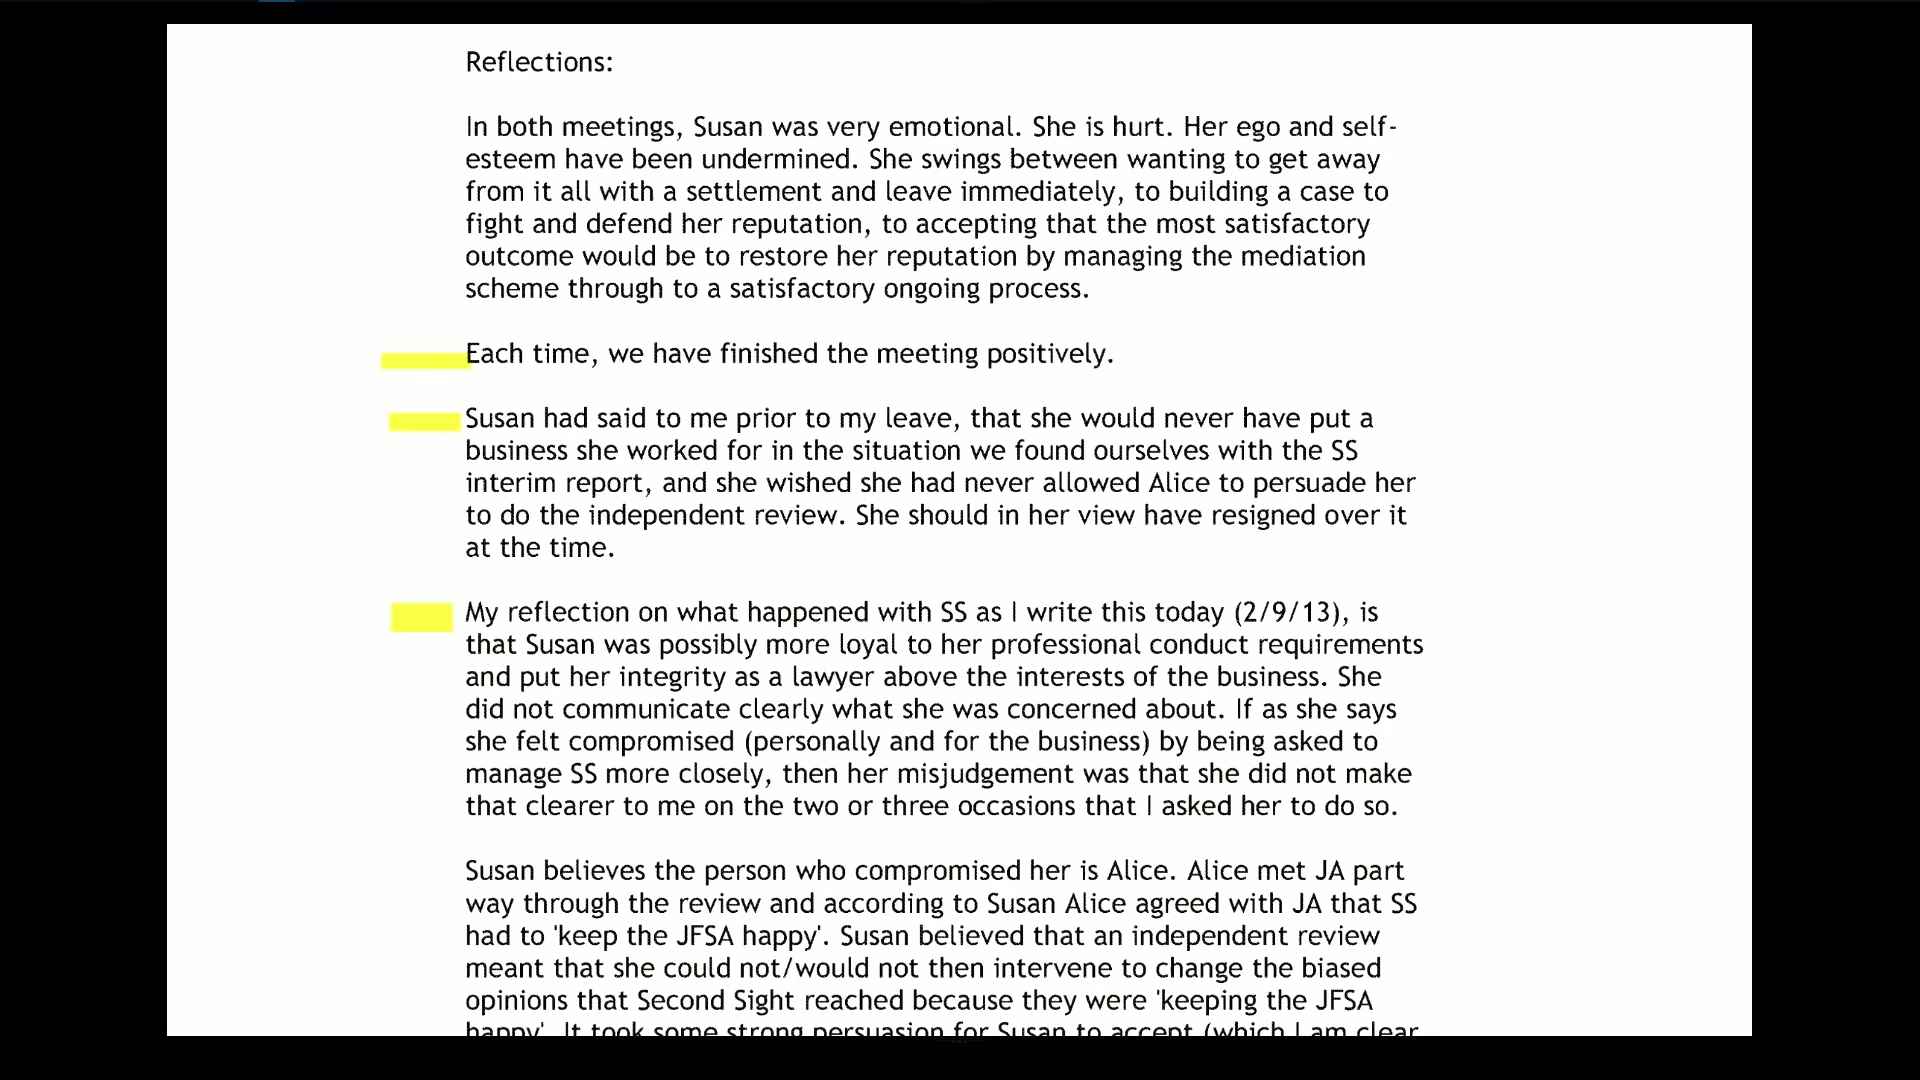 Reflections:
In both meetings, Susan was very emotional. She is hurt. Her ego and self-
esteem have been undermined. She swings between wanting to get away
from it all with a settlement and leave immediately, to building a case to
fight and defend her reputation, to accepting that the most satisfactory
outcome would be to restore her reputation by managing the mediation
scheme through to a satisfactory ongoing process.
Each time, we have finished the meeting positively.
Susan had said to me prior to my leave, that she would never have put a
business she worked for in the situation we found ourselves with the SS
interim report, and she wished she had never allowed Alice to persuade her
to do the independent review. She should in her view have resigned over it
at the time.
My reflection on what happened with SS as I write this today (2/9/13), is
that Susan was possibly more loyal to her professional conduct requirements
and put her integrity as a lawyer above the interests of the business. She
did not communicate clearly what she was concerned about. If as she says
she felt compromised (personally and for the business) by being asked to
manage SS more closely, then her misjudgement was that she did not make
that clearer to me on the two or three occasions that I asked her to do so.
Susan believes the person who compromised her is Alice. Alice met JA part
way through the review and according to Susan Alice agreed with JA that SS
had to 'keep the JFSA happy'. Susan believed that an independent review
meant that she could not/would not then intervene to change the biased
opinions that Second Sight reached because they were 'keeping the JFSA
happy'. It took some strong persuasion for Susan to accept (which I am clear